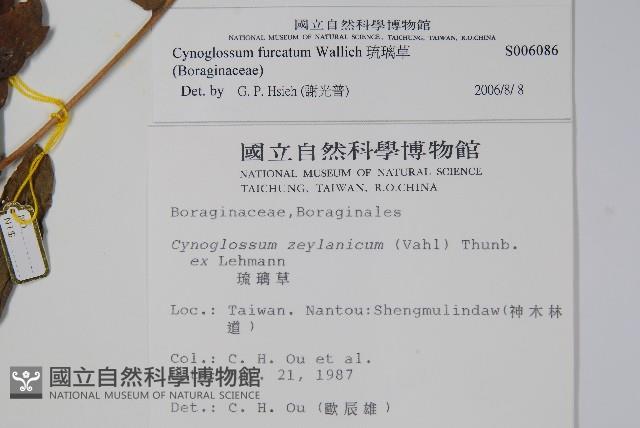 國立自然科學博物館
NATIONAL MUSEUM OF NATURAL SCIENCE, TAICHUNG, TAIWAN, R.O.CHINA
Cynoglossum furcatum Wallich 琉璃草 S006086
(Boraginaceae)
Det. by G. P. Hsieh (謝光普) 2006/8/ 8
國立自然科學博物館
NATIONAL MUSEUM OF NATURAL SCIENCE
TAICHUNG, TAIWAN, R.O.CHINA
Boraginaceae,Boraginales
Cynoglossum zeylanicum (Vahl) Thunb.
ex Lehmann
琉璃草
Loc.: Taiwan. Nantou:Shengmulindaw(神木林
道)
Col.: C. H. Ou et al.
21, 1987
Det.: C. H. Ou (歐辰雄)
國立自然科學博物館
NATIONAL MUSEUM OF NATURAL SCIENCE